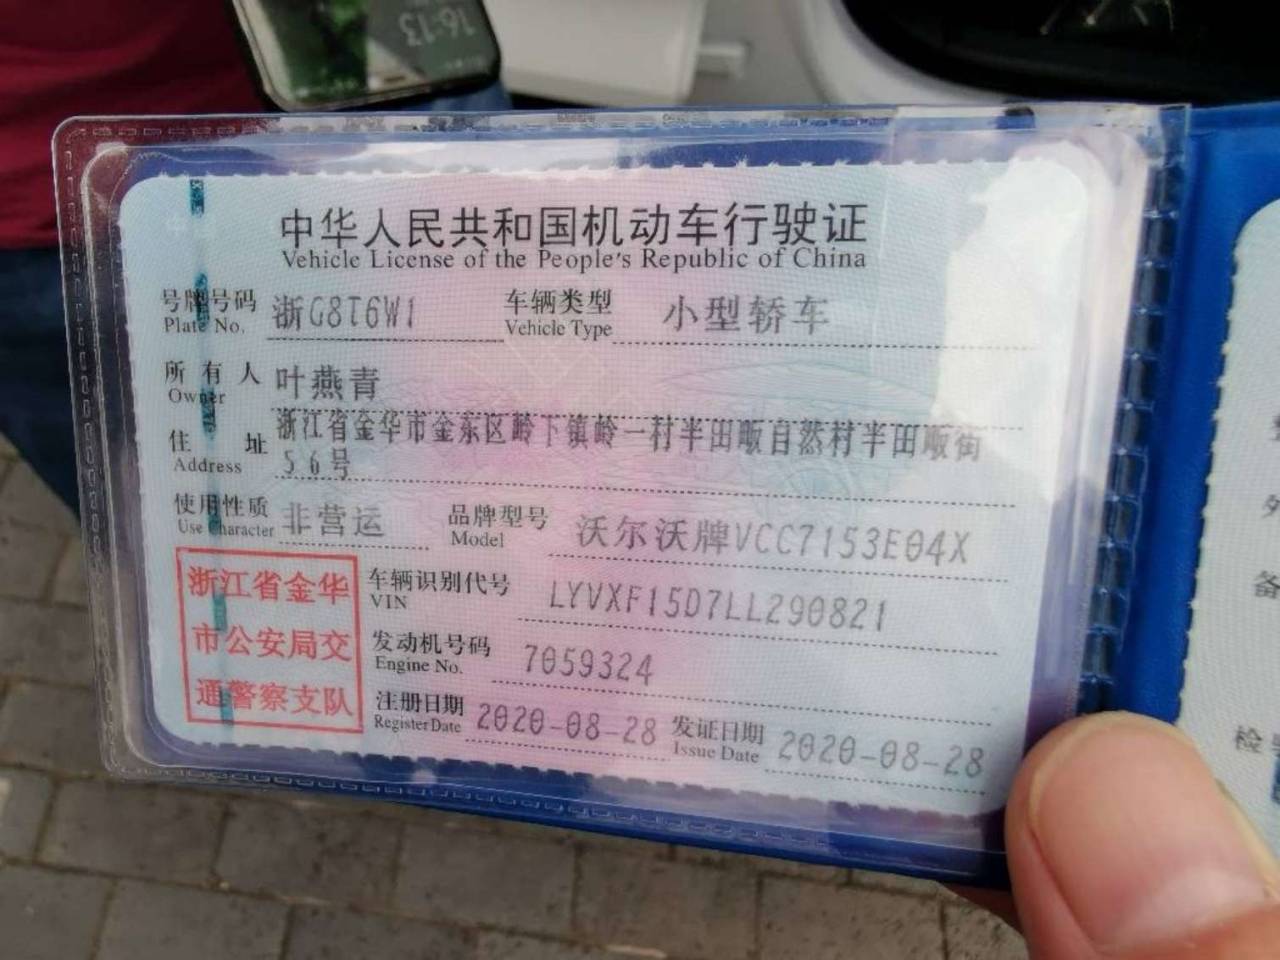 16:13
中华人民共和国机动车行驶证
Vehicle License of the People's Republic of China
号牌号码 浙G8T6W1 车辆类型 小型轿车
Plate No. Vehicle Type
所有人 叶燕青
Owner
住址 浙江省金华市金东区岭下镇岭一村半田畈自然村半田畈街
Address 56号
使用性质 非营运 品牌型号 沃尔沃牌VCC7153E04X
Use Character Model
浙江省金华
市公安局交
通警察支队
车辆识别代号 LYVXF15D7LL290821
VIN
发动机号码 7059324
Engine No.
注册日期 2020-08-28 发证日期 2020-08-28
Register Date Issue Date
备
检